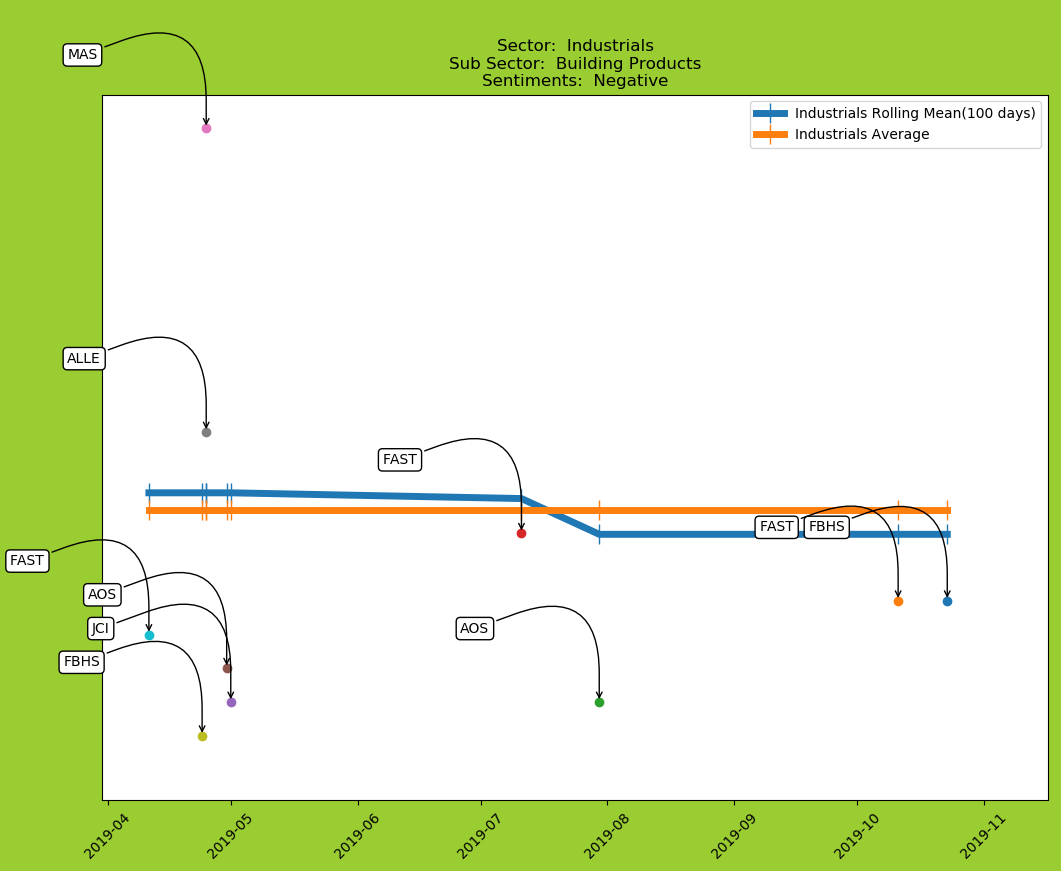 MAS
Sector:  Industrials
Sub Sector:  Building Products
Sentiments:  Negative
Industrials Rolling Mean(100 days)
Industrials Average
ALLE
FAST
FAST
FBHS
FAST
AOS
JCI
AOS
FBHS
2019-04
2019-05
2019-06
2019-07
2019-08
2019-09
2019-10
2019-11